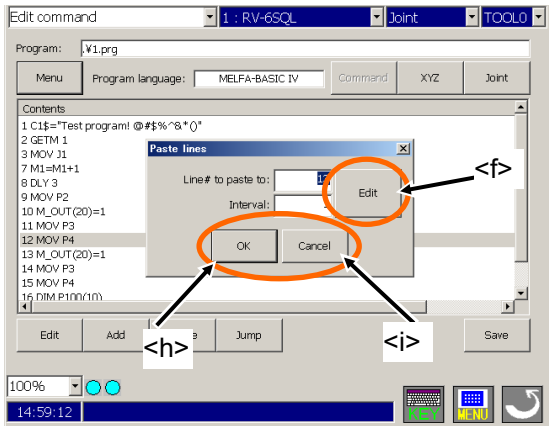 Edit command 1 : RV-6SQL Joint TOOL0
Program: .¥1.prg
Menu Program language: MELFA-BASIC IV Command XYZ Joint
Contents
1 C1$="Test program! @#$%^&*()"
2 GETM 1
3 MOV J1
7 M1=M1+1
8 DLY 3
9 MOV P2
10 M_OUT(20)=1
11 MOV P3
12 MOV P4
13 M_OUT(20)=1
14 MOV P3
15 MOV P4
16 DIM P100(10)
Paste lines
Line# to paste to: 12
Interval:
Edit
OK Cancel
<f>
<h>
<i>
Edit Add Jump Save
100%
14:59:12 KEY MENU